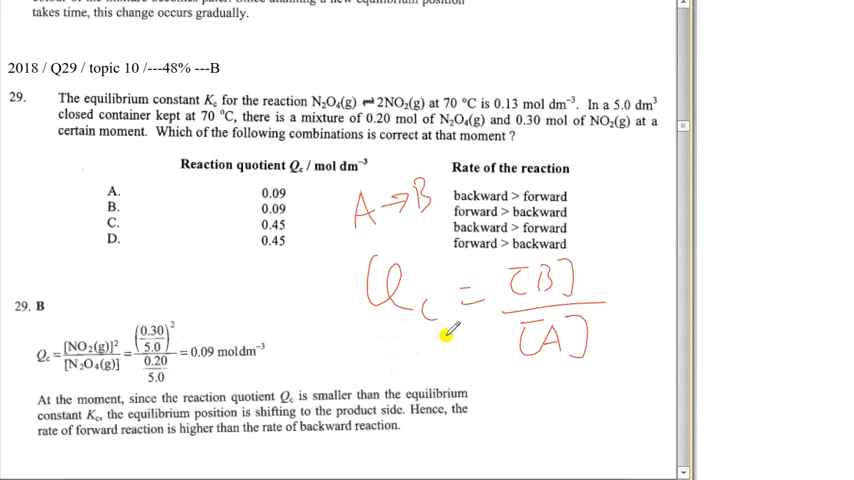 takes time, this change occurs gradually.
2018 / Q29 / topic 10 /---48% ---B
29. The equilibrium constant Kc for the reaction N₂O₄(g) ⇌ 2NO₂(g) at 70 °C is 0.13 mol dm⁻³. In a 5.0 dm³
closed container kept at 70 °C, there is a mixture of 0.20 mol of N₂O₄(g) and 0.30 mol of NO₂(g) at a
certain moment. Which of the following combinations is correct at that moment ?
Reaction quotient Qc / mol dm⁻³ Rate of the reaction
A. 0.09 backward > forward
B. 0.09 forward > backward
C. 0.45 backward > forward
D. 0.45 forward > backward
A → B
Qc = [B] / [A]
29. B
Qc = [NO₂(g)]² / [N₂O₄(g)] = (0.30 / 5.0)² / (0.20 / 5.0) = 0.09 mol dm⁻³
At the moment, since the reaction quotient Qc is smaller than the equilibrium
constant Kc, the equilibrium position is shifting to the product side. Hence, the
rate of forward reaction is higher than the rate of backward reaction.